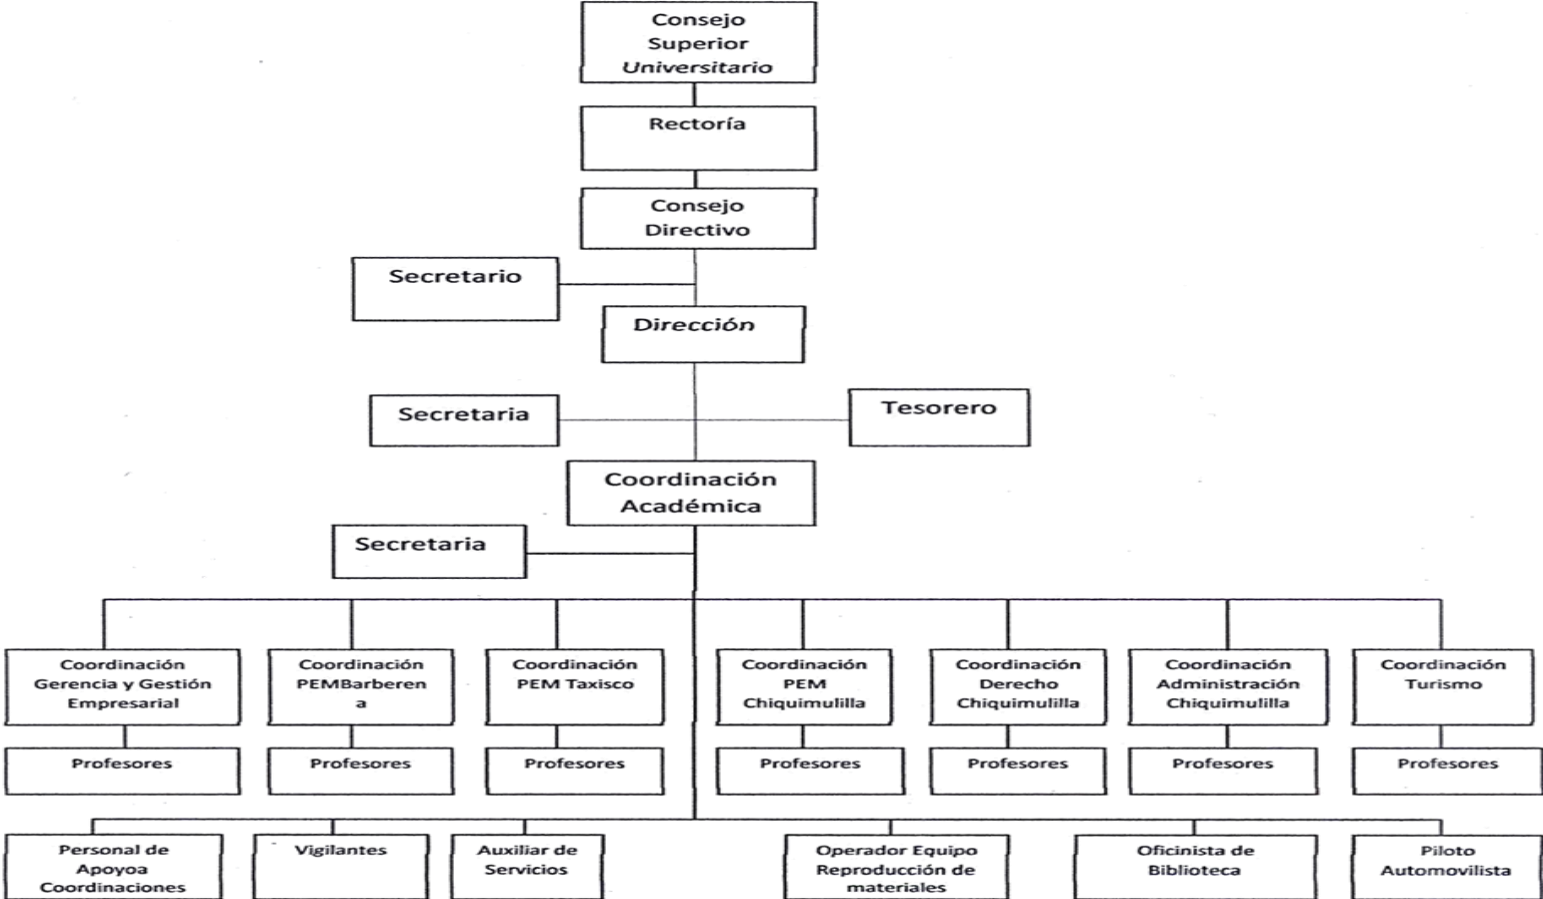 Consejo
Superior
Universitario
Rectoría
Consejo
Directivo
Secretario
Dirección
Secretaria
Tesorero
Coordinación
Académica
Secretaria
Coordinación
Gerencia y Gestión
Empresarial
Coordinación
PEMBarberen
a
Coordinación
PEM Taxisco
Coordinación
PEM
Chiquimulilla
Coordinación
Derecho
Chiquimulilla
Coordinación
Administración
Chiquimulilla
Coordinación
Turismo
Profesores
Profesores
Profesores
Profesores
Profesores
Profesores
Profesores
Personal de
Apoyoa
Coordinaciones
Vigilantes
Auxiliar de
Servicios
Operador Equipo
Reproducción de
materiales
Oficinista de
Biblioteca
Piloto
Automovilista